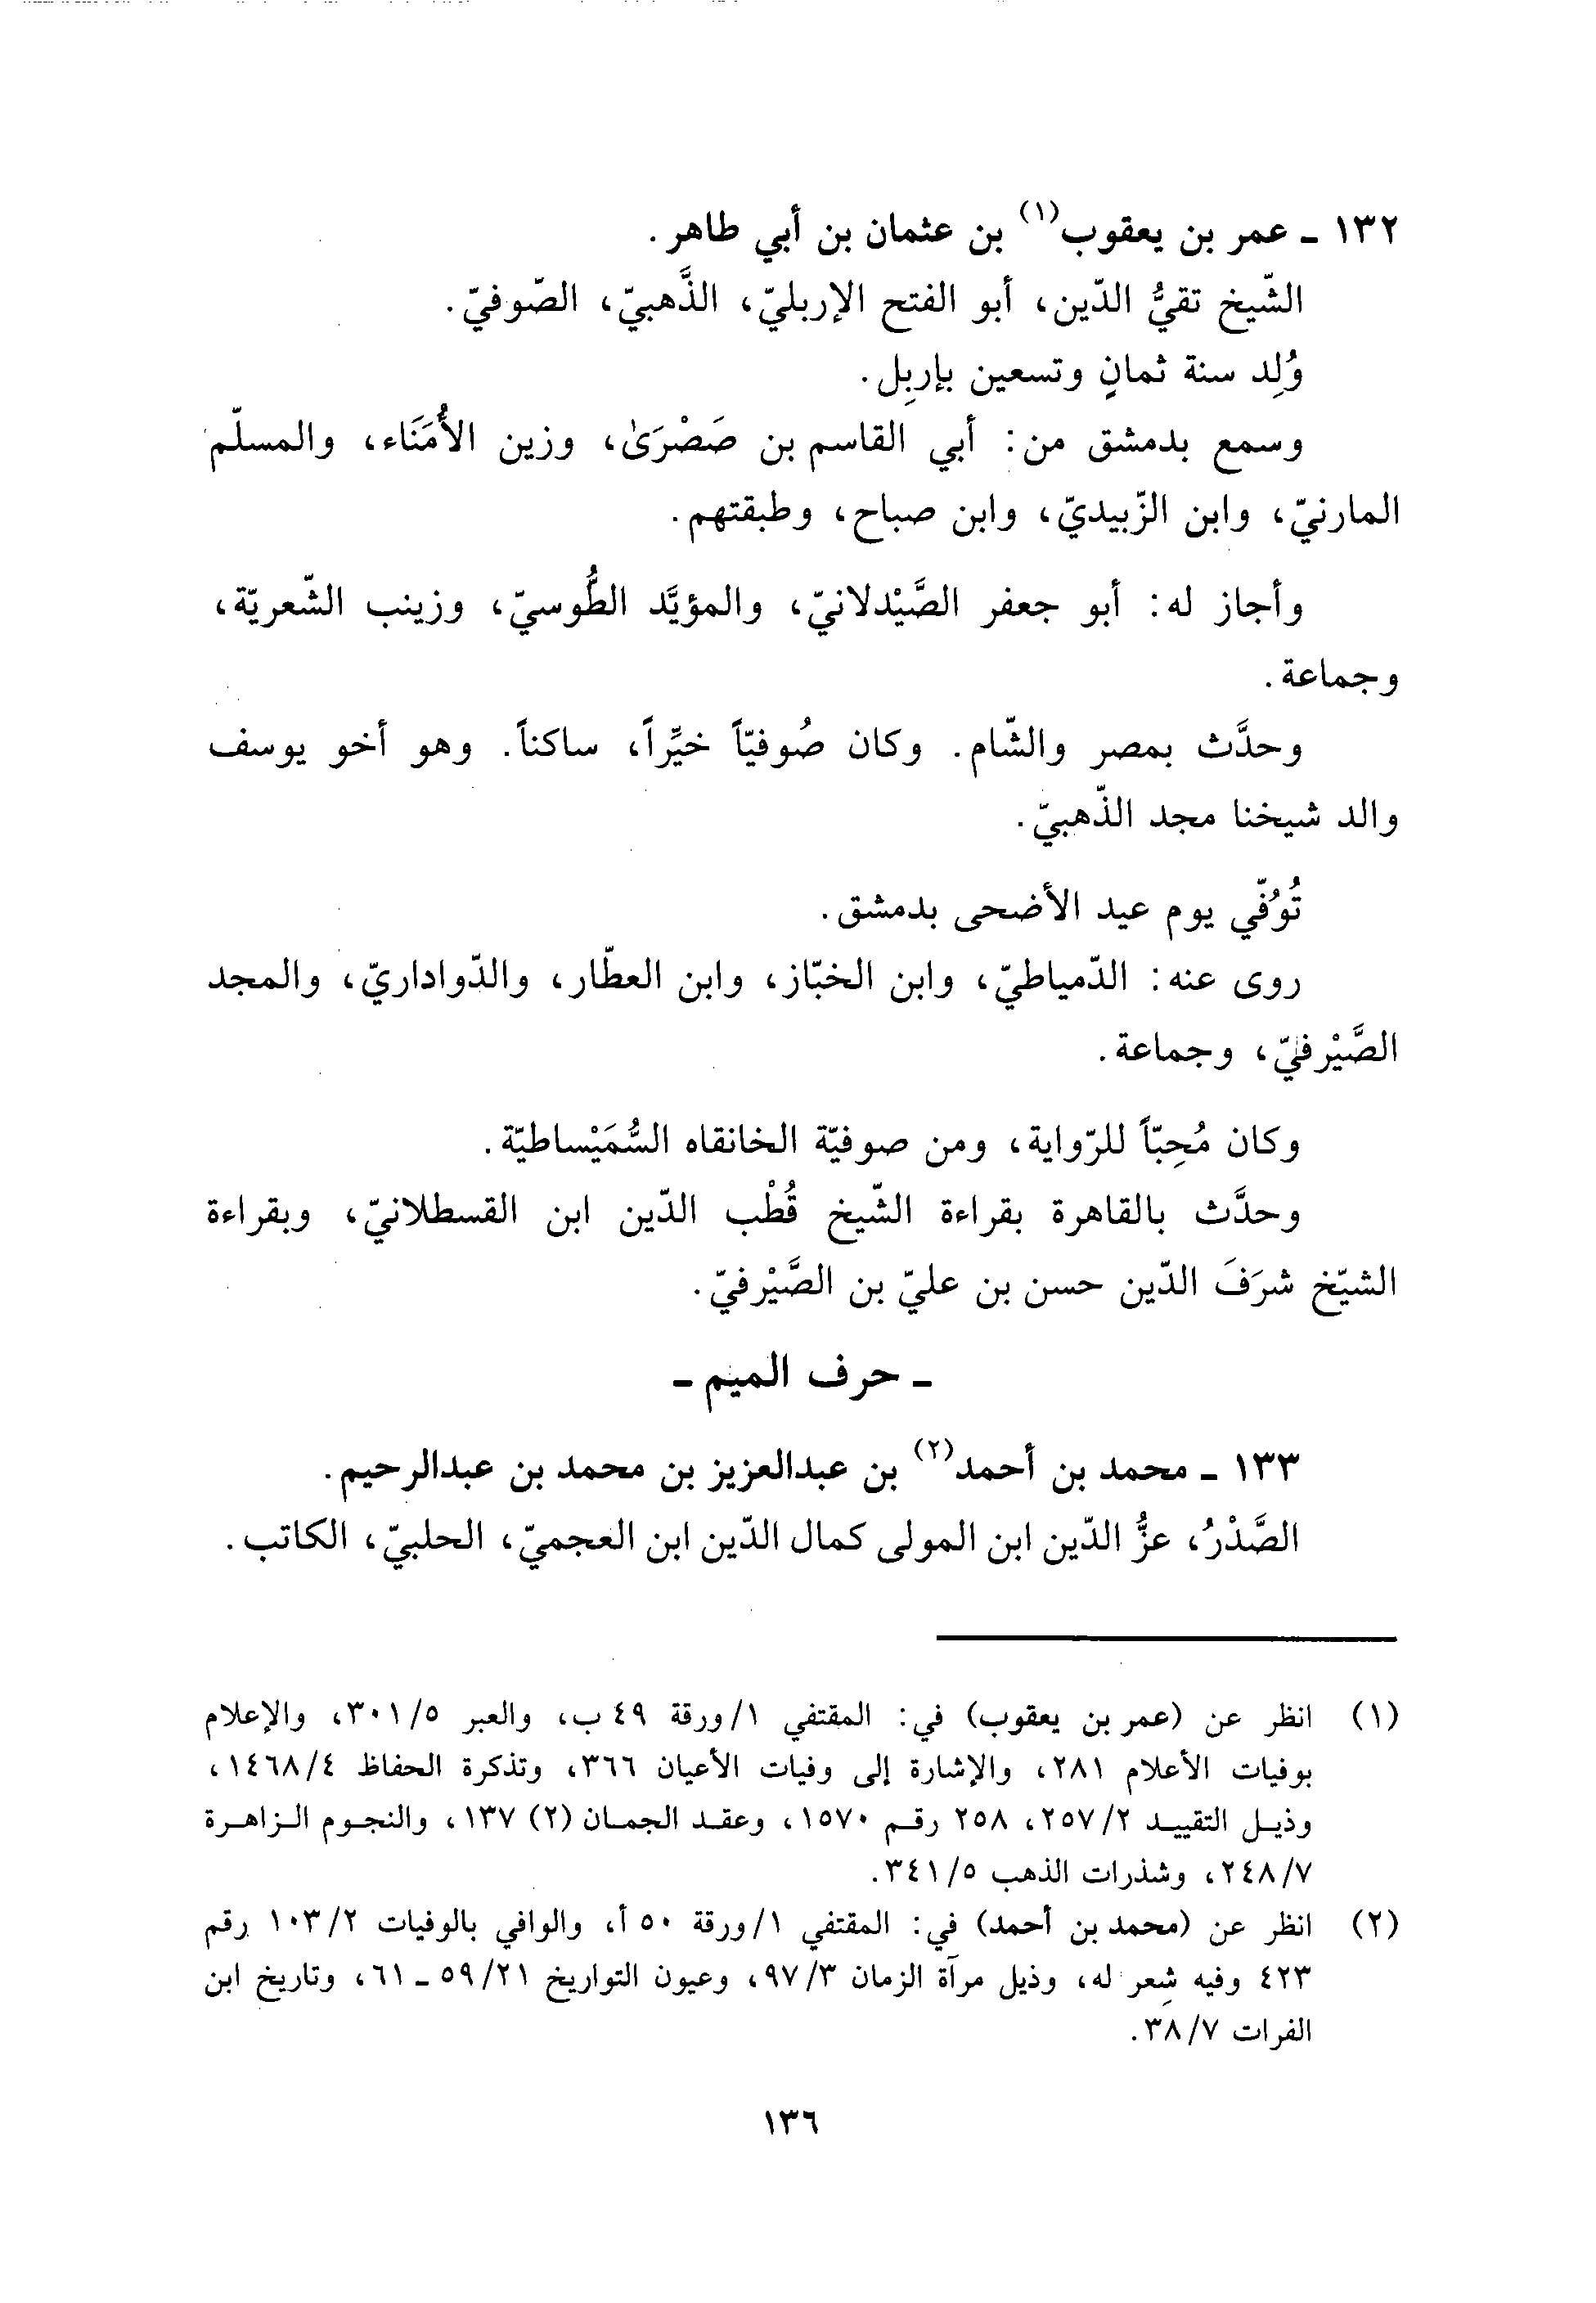 ١٣٢ ـ عمر بن يعقوب(١) بن عثمان بن أبي طاهر.
الشّيخ تقيُّ الدّين، أبو الفتح الإربليّ، الذَّهبيّ، الصّوفيّ.
وُلِد سنة ثمانٍ وتسعين بإربِل.
وسمع بدمشق من: أبي القاسم بن صَصْرَىٰ، وزين الأُمَنَاء، والمسلّم
المارنيّ، وابن الزّبيديّ، وابن صباح، وطبقتهم.
وأجاز له: أبو جعفر الصَّيْدلانيّ، والمؤيَّد الطُّوسيّ، وزينب الشّعريّة،
وجماعة.
وحدَّث بمصر والشّام. وكان صُوفيّاً خيِّراً، ساكناً. وهو أخو يوسف
والد شيخنا مجد الذّهبيّ.
تُوُفّي يوم عيد الأضحى بدمشق.
روى عنه: الدّمياطيّ، وابن الخبّاز، وابن العطّار، والدّواداريّ، والمجد
الصَّيْرفيّ، وجماعة.
وكان مُحِبّاً للرّواية، ومن صوفيّة الخانقاه السُّمَيْساطيّة.
وحدَّث بالقاهرة بقراءة الشّيخ قُطْب الدّين ابن القسطلانيّ، وبقراءة
الشيّخ شرَفَ الدّين حسن بن عليّ بن الصَّيْرفيّ.
ـ حرف الميم ـ
١٣٣ ـ محمد بن أحمد(٢) بن عبدالعزيز بن محمد بن عبدالرحيم.
الصَّدْرُ، عزُّ الدّين ابن المولى كمال الدّين ابن العجميّ، الحلبيّ، الكاتب.
(١) انظر عن (عمر بن يعقوب) في: المقتفي ١/ورقة ٤٩ ب، والعبر ٣٠١/٥، والإعلام
بوفيات الأعلام ٢٨١، والإشارة إلى وفيات الأعيان ٣٦٦، وتذكرة الحفاظ ١٤٦٨/٤،
وذيـل التقييـد ٢٥٧/٢، ٢٥٨ رقـم ١٥٧٠، وعقـد الجمـان (٢) ١٣٧، والنجـوم الـزاهـرة
٢٤٨/٧، وشذرات الذهب ٣٤١/٥.
(٢) انظر عن (محمد بن أحمد) في: المقتفي ١/ورقة ٥٠ أ، والوافي بالوفيات ١٠٣/٢ رقم
٤٢٣ وفيه شِعر له، وذيل مرآة الزمان ٩٧/٣، وعيون التواريخ ٥٩/٢١ ـ ٦١، وتاريخ ابن
الفرات ٣٨/٧.
١٣٦